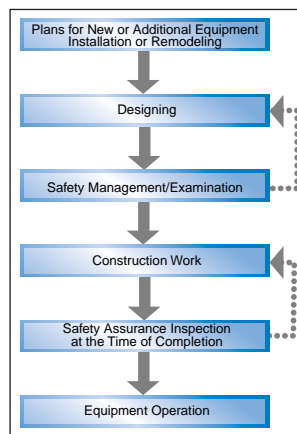 Plans for New or Additional Equipment
Installation or Remodeling
Designing
Safety Management/Examination
Construction Work
Safety Assurance Inspection
at the Time of Completion
Equipment Operation